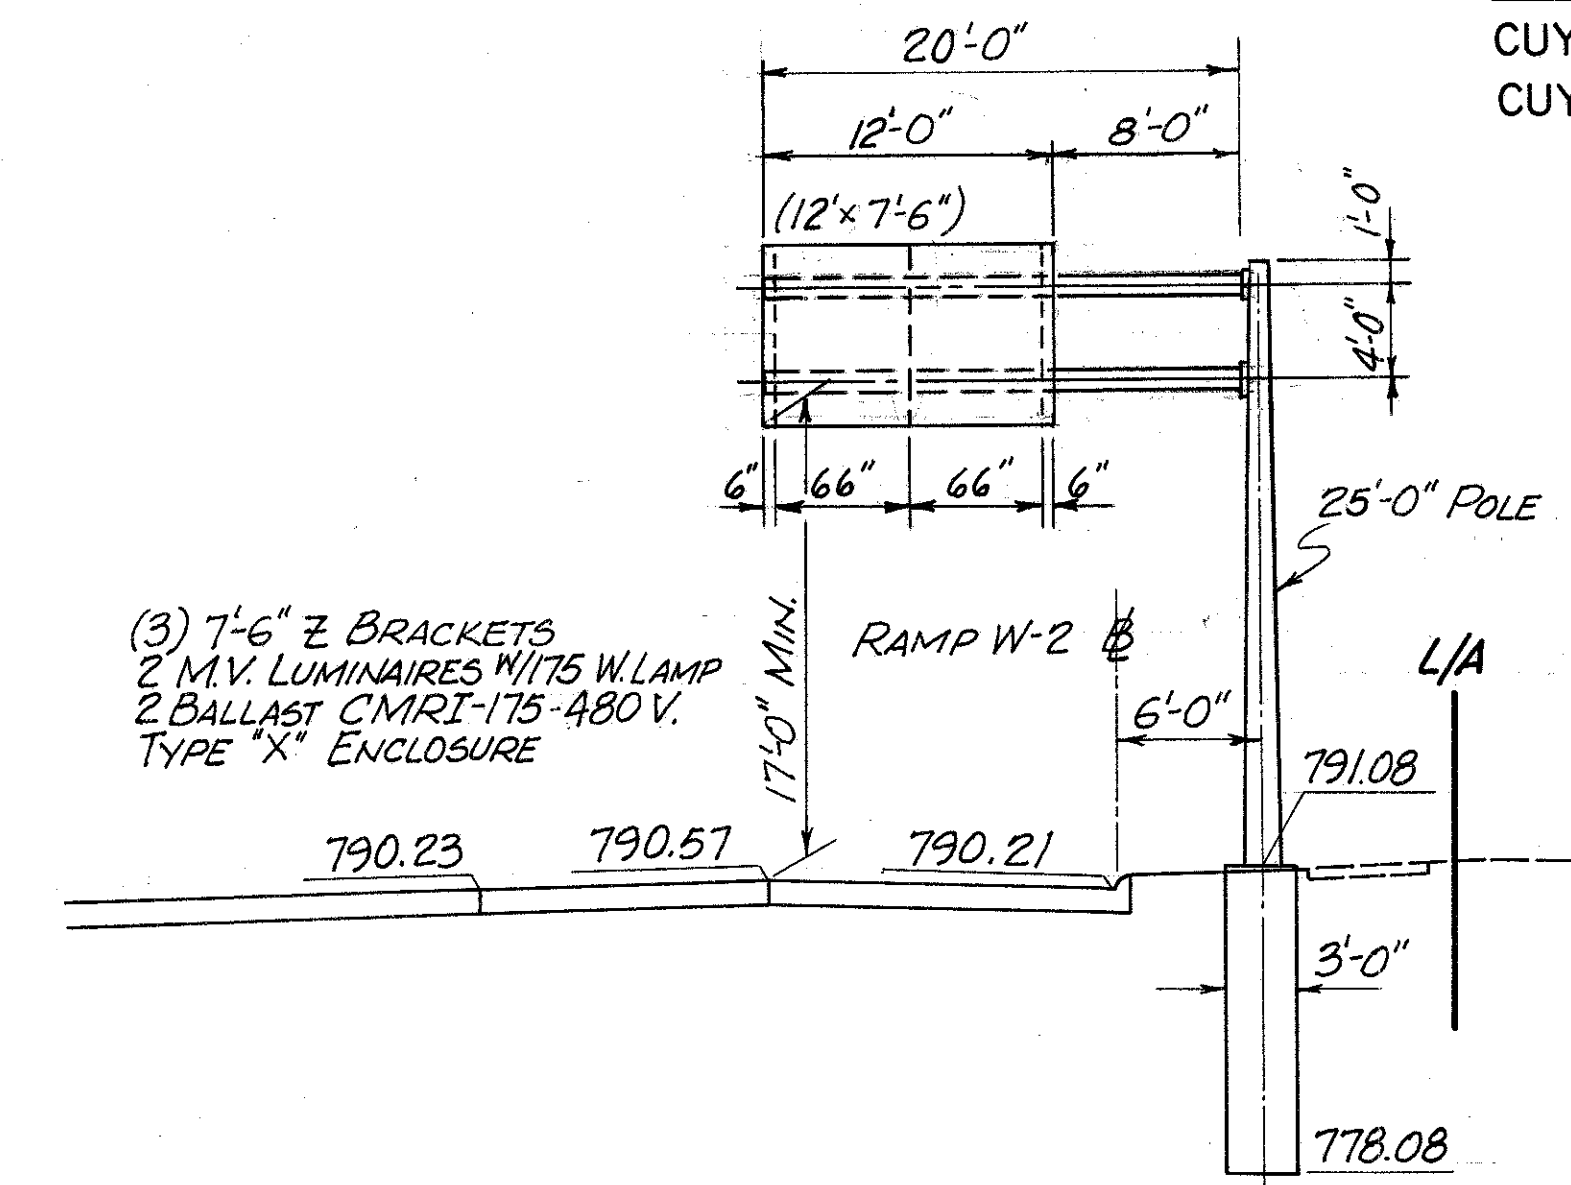 CUY
CUY
20'-0"
12'-0"
8'-0"
(12' x 7'-6")
1'-0"
4'-0"
6"
66"
66"
6"
25'-0" POLE
(3) 7'-6" Z BRACKETS
2 M.V. LUMINAIRES W/175 W. LAMP
2 BALLAST CMRI-175-480 V.
TYPE "X" ENCLOSURE
17'-0" MIN.
RAMP W-2 B
L/A
6'-0"
791.08
790.23
790.57
790.21
3'-0"
778.08